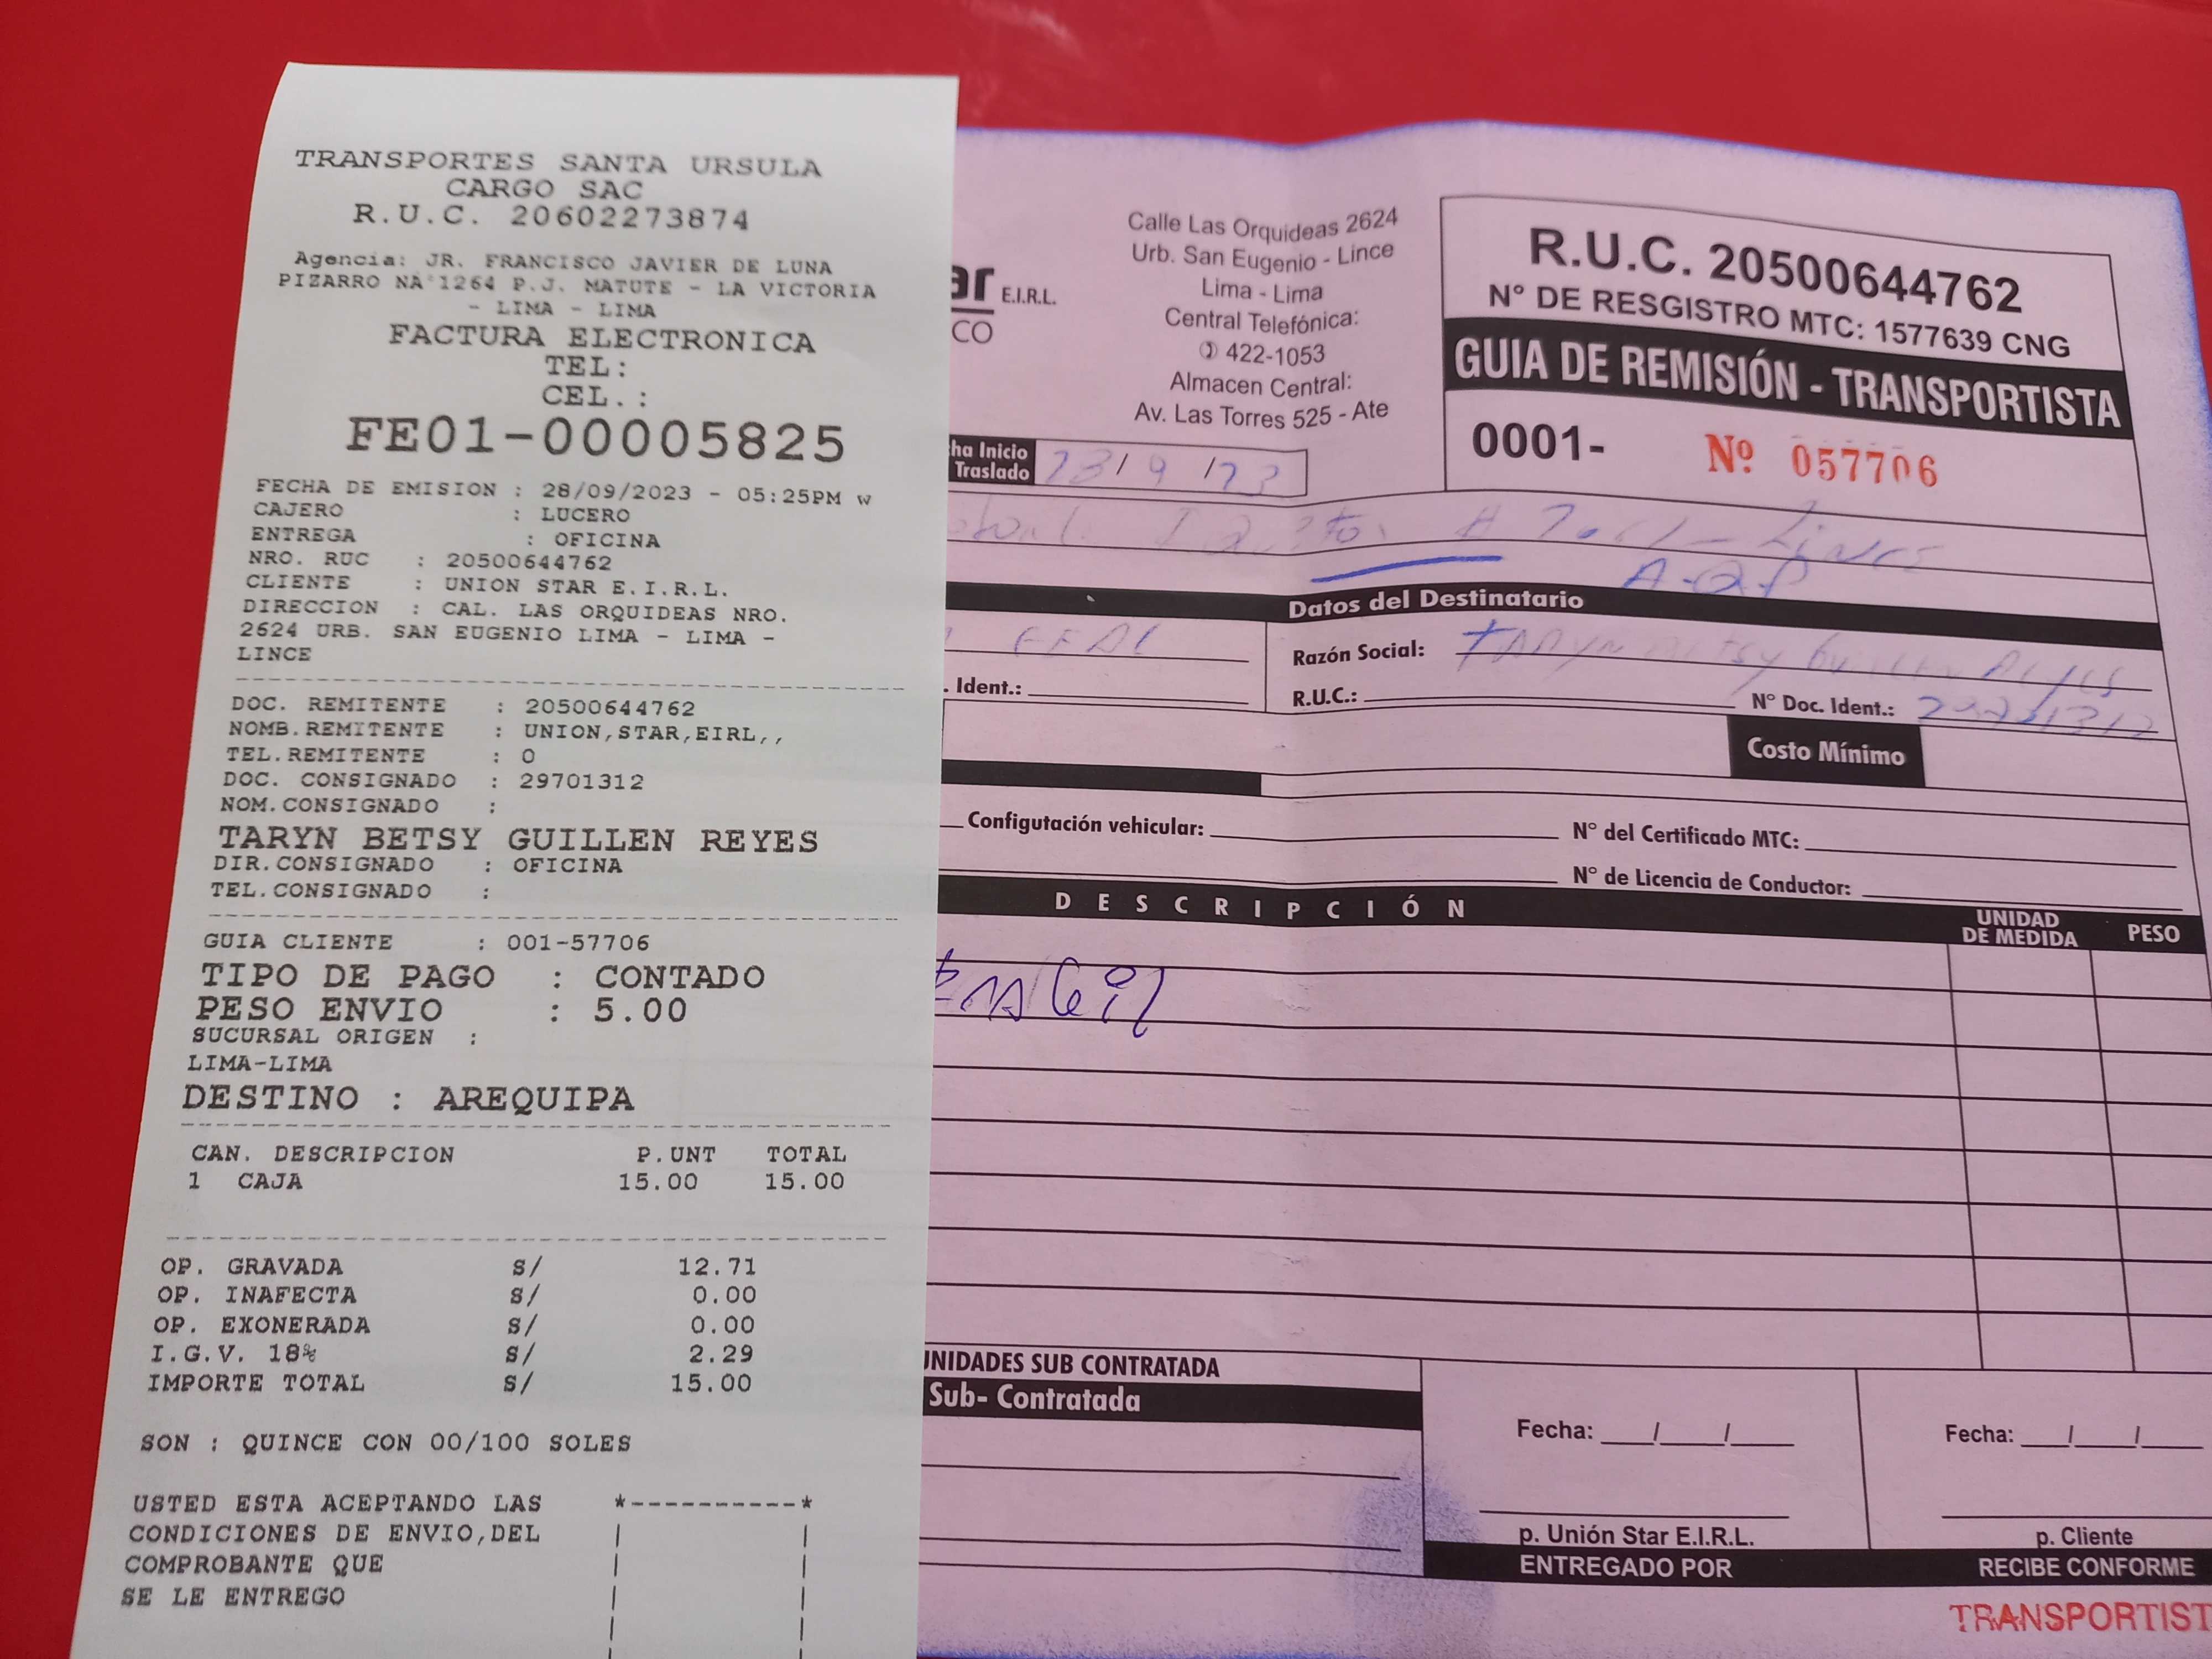 TRANSPORTES SANTA URSULA
CARGO SAC
R.U.C. 20602273874
Agencia: JR. FRANCISCO JAVIER DE LUNA
PIZARRO NA°1264 P.J. MATUTE - LA VICTORIA
- LIMA - LIMA
FACTURA ELECTRONICA
TEL:
CEL.:
FE01-00005825
FECHA DE EMISION : 28/09/2023 - 05:25PM w
CAJERO : LUCERO
ENTREGA : OFICINA
NRO. RUC : 20500644762
CLIENTE : UNION STAR E.I.R.L.
DIRECCION : CAL. LAS ORQUIDEAS NRO.
2624 URB. SAN EUGENIO LIMA - LIMA -
LINCE
DOC. REMITENTE : 20500644762
NOMB.REMITENTE : UNION,STAR,EIRL,,
TEL.REMITENTE : 0
DOC. CONSIGNADO : 29701312
NOM.CONSIGNADO :
TARYN BETSY GUILLEN REYES
DIR.CONSIGNADO : OFICINA
TEL.CONSIGNADO :
GUIA CLIENTE : 001-57706
TIPO DE PAGO : CONTADO
PESO ENVIO : 5.00
SUCURSAL ORIGEN :
LIMA-LIMA
DESTINO : AREQUIPA
CAN. DESCRIPCION P.UNT TOTAL
1 CAJA 15.00 15.00
OP. GRAVADA S/ 12.71
OP. INAFECTA S/ 0.00
OP. EXONERADA S/ 0.00
I.G.V. 18% S/ 2.29
IMPORTE TOTAL S/ 15.00
SON : QUINCE CON 00/100 SOLES
USTED ESTA ACEPTANDO LAS
CONDICIONES DE ENVIO,DEL
COMPROBANTE QUE
SE LE ENTREGO
ar E.I.R.L.
CO
Calle Las Orquideas 2624
Urb. San Eugenio - Lince
Lima - Lima
Central Telefónica:
422-1053
Almacen Central:
Av. Las Torres 525 - Ate
R.U.C. 20500644762
N° DE RESGISTRO MTC: 1577639 CNG
GUIA DE REMISIÓN - TRANSPORTISTA
0001- Nº 057706
ha Inicio
Traslado
A.Q.P
Datos del Destinatario
Razón Social: TARYN BETSY GUILLEN
. Ident.:
R.U.C.:
N° Doc. Ident.:
Costo Mínimo
Configutación vehicular:
N° del Certificado MTC:
N° de Licencia de Conductor:
DESCRIPCIÓN
UNIDAD
DE MEDIDA
PESO
NIDADES SUB CONTRATADA
Sub- Contratada
Fecha: / /
Fecha: / /
p. Unión Star E.I.R.L.
ENTREGADO POR
p. Cliente
RECIBE CONFORME
TRANSPORTIST